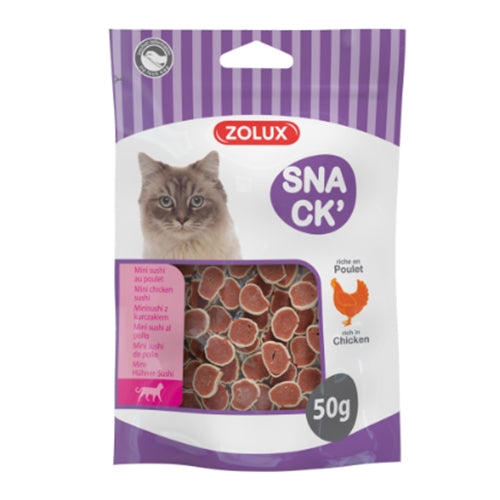 ZOLUX
SNA
CK'
riche en
Poulet
rich in
Chicken
Mini sushi
au poulet
Mini chicken
sushi
Minisushi z
kurczakiem
Mini sushi al
pollo
Mini sushi
de pollo
Mini
Hühner Sushi
50g